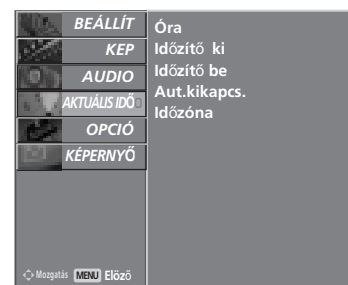 BEÁLLÍT
KEP
AUDIO
AKTUÁLIS IDŐ
OPCIÓ
KÉPERNYŐ
Óra
Időzítő ki
Időzítő be
Aut.kikapcs.
Időzóna
Mozgatás MENU Előző